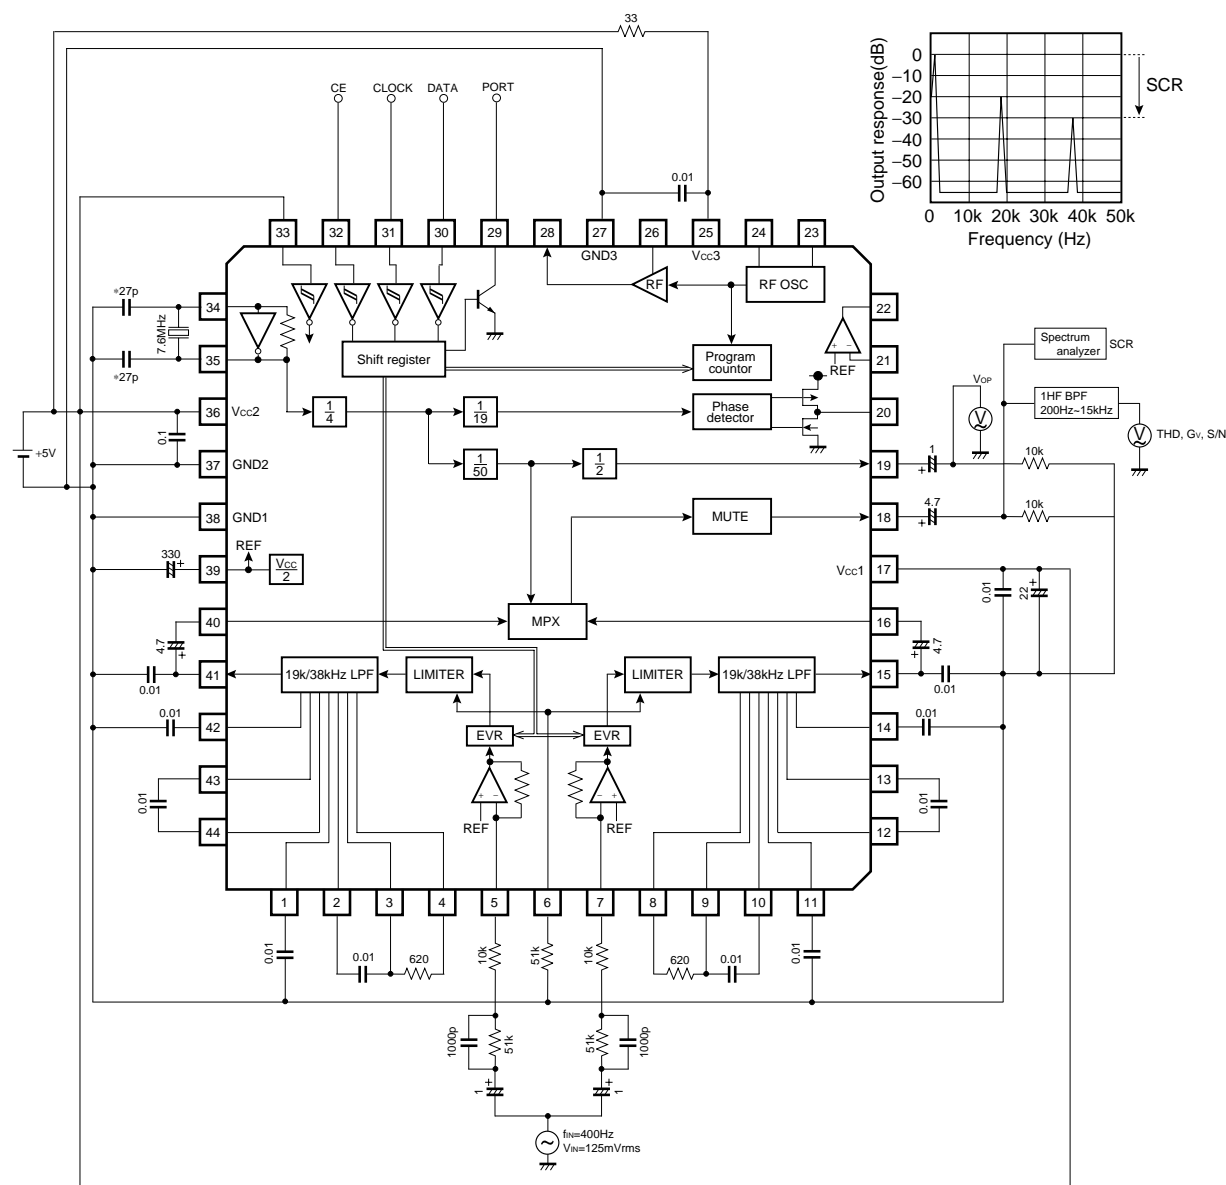 33
Output response(dB)
0
−10
−20
−30
−40
−50
−60
SCR
0 10k 20k 30k 40k 50k
Frequency (Hz)
CE CLOCK DATA PORT
0.01
33 32 31 30 29 28 27 26 25 24 23
GND3 Vcc3
RF RF OSC
*27p
34
7.6MHz
*27p
35
22
21
REF
Shift register
Program
countor
Spectrum
analyzer
SCR
VOP
V
1HF BPF
200Hz~15kHz
V
THD, GV, S/N
+5V
36
Vcc2
0.1
37
GND2
38
GND1
1
4
1
19
Phase
detector
20
1
50
1
2
19
+
1
10k
MUTE
18
+
4.7
10k
330
+
39
REF
Vcc
2
Vcc1
17
0.01
22
+
40
4.7
+
MPX
16
4.7
+
41
0.01
19k/38kHz LPF
LIMITER
LIMITER
19k/38kHz LPF
15
0.01
0.01
42
EVR
EVR
14
0.01
43
0.01
44
+ −
REF
− +
REF
13
0.01
12
1 2 3 4 5 6 7 8 9 10 11
0.01
0.01
620
10k
51k
10k
620
0.01
0.01
1000p
51k
51k
1000p
1
+
+
1
fIN=400Hz
VIN=125mVrms